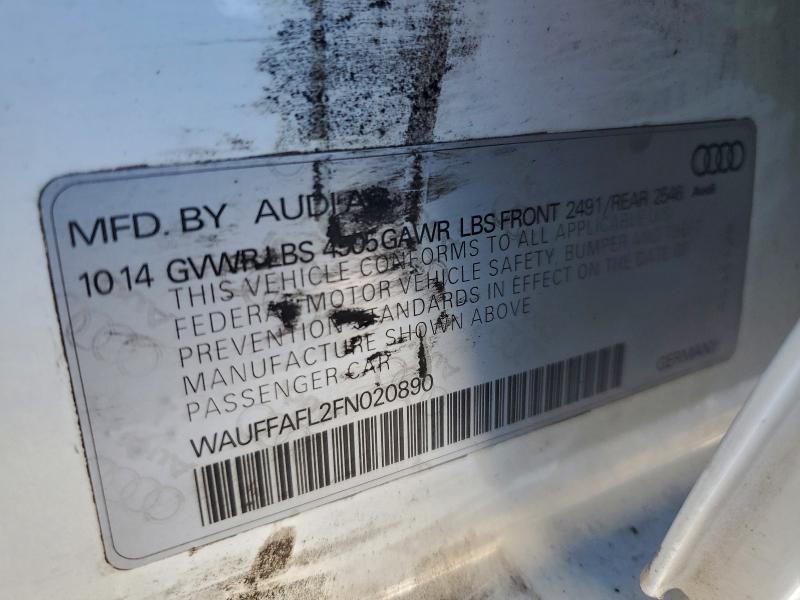 MFD. BY AUDI AG
Audi
10 14 GVWR LBS GAWR LBS FRONT 2491/REAR 2546
THIS VEHICLE CONFORMS TO ALL APPLICABLE U.S.
FEDERAL MOTOR VEHICLE SAFETY, BUMPER AND THEFT
PREVENTION STANDARDS IN EFFECT ON THE DATE OF
MANUFACTURE SHOWN ABOVE
PASSENGER CAR
WAUFFAFL2FN020890
GERMANY